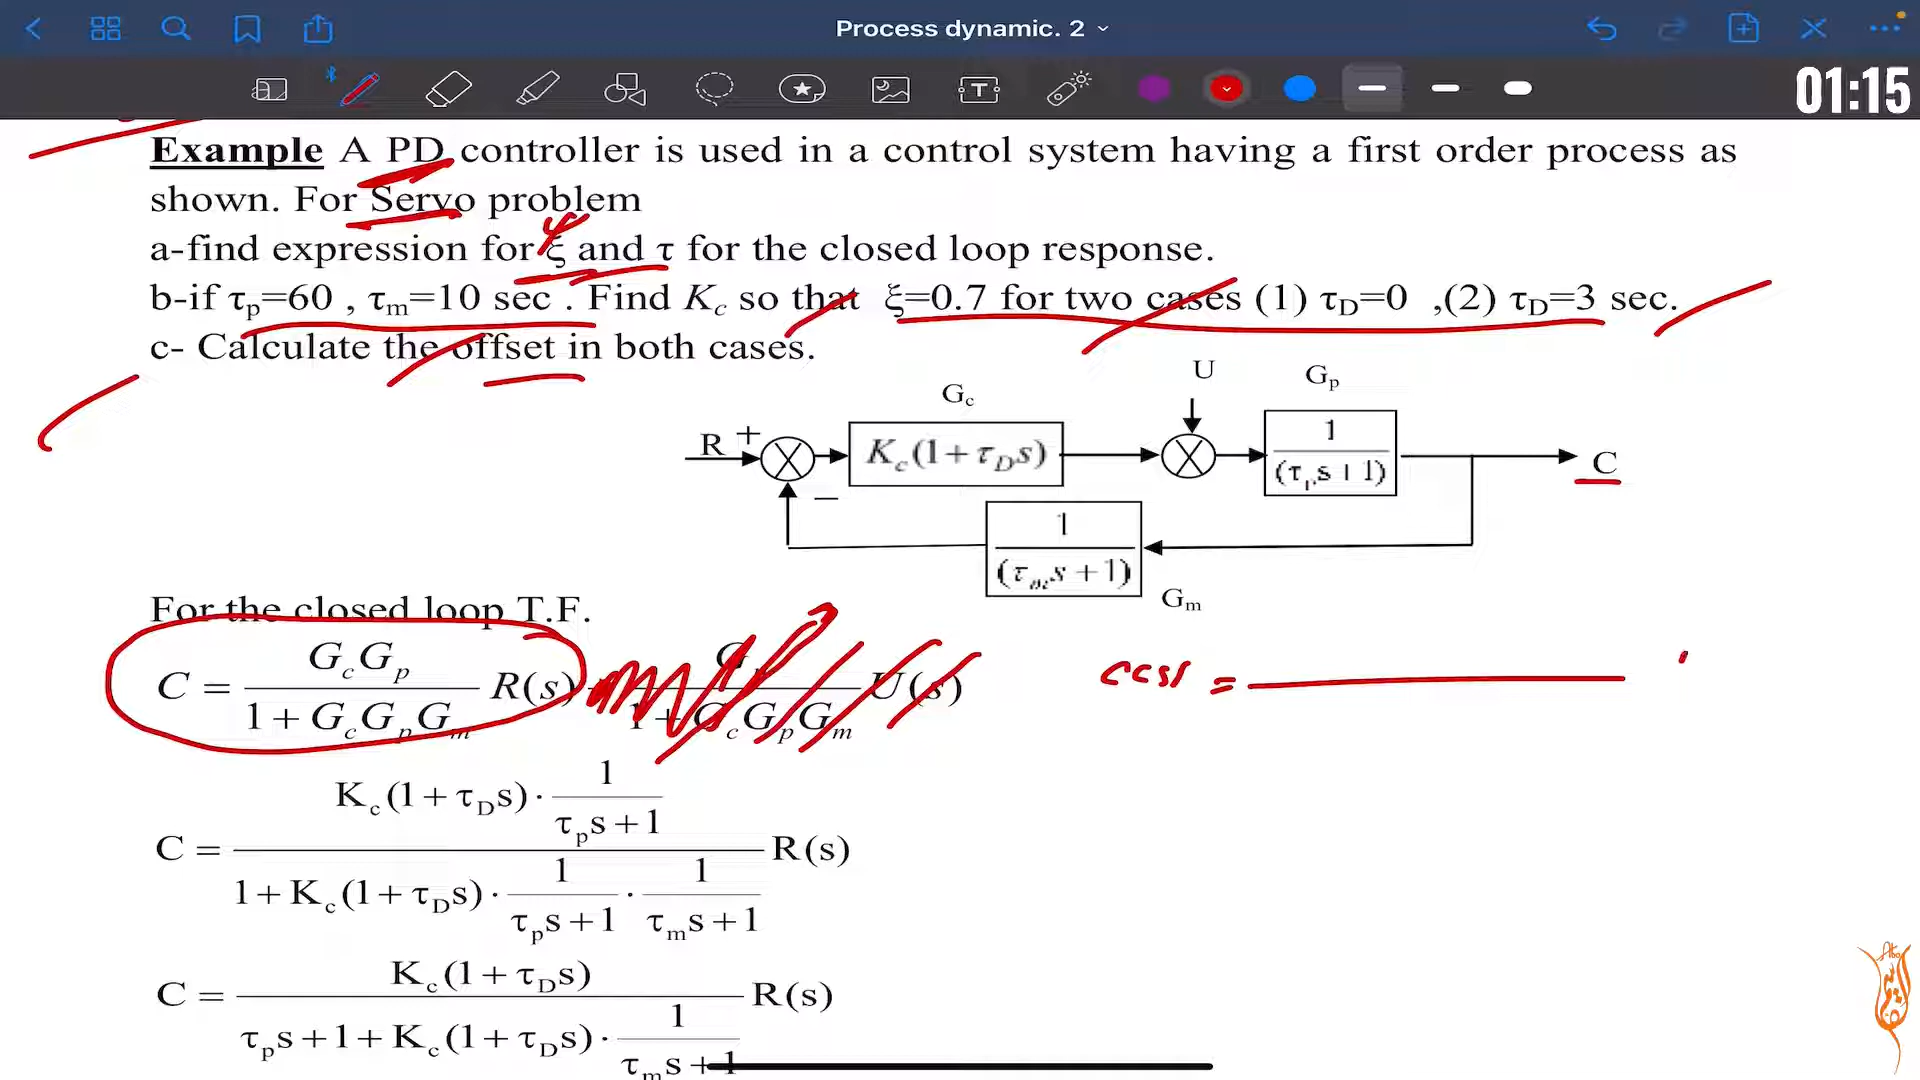 Process dynamic. 2
01:15
Example A PD controller is used in a control system having a first order process as
shown. For Servo problem
a-find expression for ξ and τ for the closed loop response.
b-if τp=60 , τm=10 sec . Find Kc so that ξ=0.7 for two cases (1) τD=0 ,(2) τD=3 sec.
c- Calculate the offset in both cases.
U
Gp
Gc
R + Kc(1+τDs) 1/(τps+1) C
−
1/(τms+1)
Gm
For the closed loop T.F.
C = GcGp/(1+GcGpGm) R(s) + Gp/(1+GcGpGm) U(s)
C = Kc(1+τDs)·1/(τps+1) / (1+Kc(1+τDs)·1/(τps+1)·1/(τms+1)) R(s)
C = Kc(1+τDs) / (τps+1+Kc(1+τDs)·1/(τms+1)) R(s)